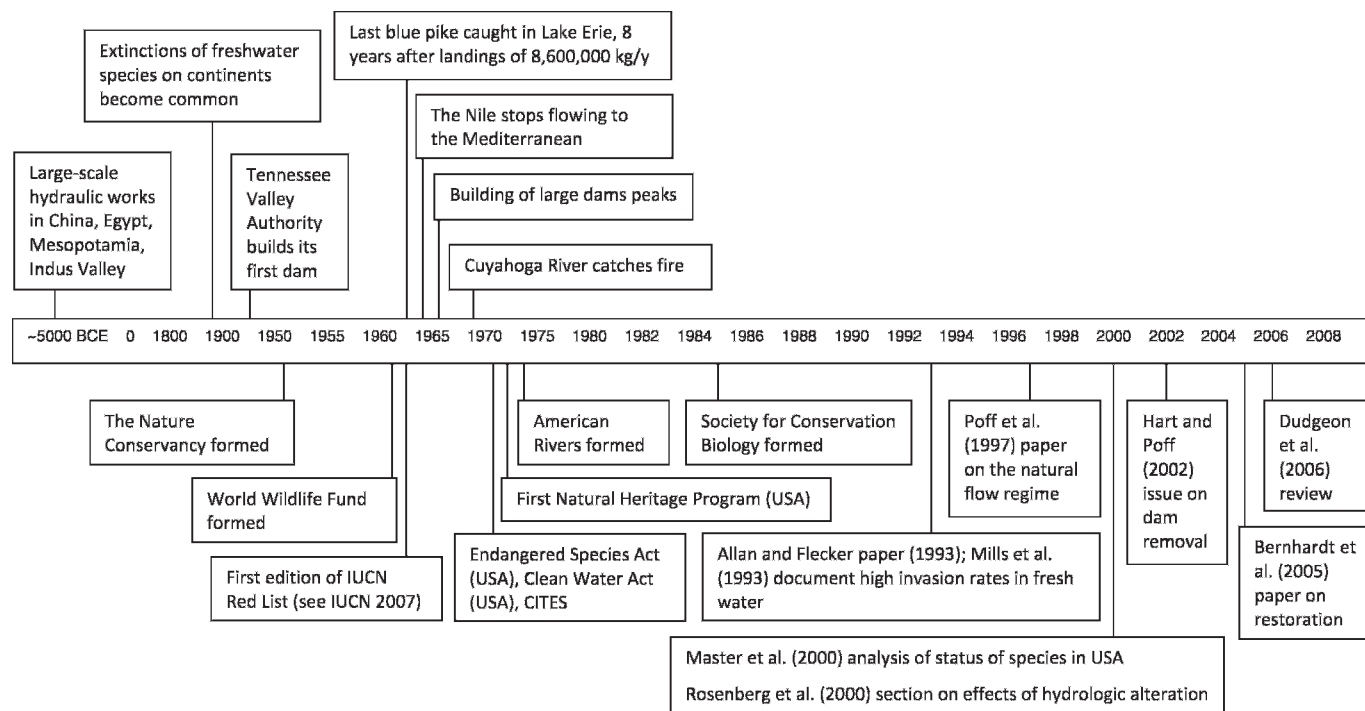 Last blue pike caught in Lake Erie, 8
years after landings of 8,600,000 kg/y
Extinctions of freshwater
species on continents
become common
The Nile stops flowing to
the Mediterranean
Large-scale
hydraulic works
in China, Egypt,
Mesopotamia,
Indus Valley
Tennessee
Valley
Authority
builds its
first dam
Building of large dams peaks
Cuyahoga River catches fire
~5000 BCE 0 1800 1900 1950 1955 1960 1965 1970 1975 1980 1982 1984 1986 1988 1990 1992 1994 1996 1998 2000 2002 2004 2006 2008
The Nature
Conservancy formed
American
Rivers formed
Society for Conservation
Biology formed
Poff et al.
(1997) paper
on the natural
flow regime
Hart and
Poff
(2002)
issue on
dam
removal
Dudgeon
et al.
(2006)
review
World Wildlife Fund
formed
First Natural Heritage Program (USA)
First edition of IUCN
Red List (see IUCN 2007)
Endangered Species Act
(USA), Clean Water Act
(USA), CITES
Allan and Flecker paper (1993); Mills et al.
(1993) document high invasion rates in fresh
water
Bernhardt et
al. (2005)
paper on
restoration
Master et al. (2000) analysis of status of species in USA
Rosenberg et al. (2000) section on effects of hydrologic alteration